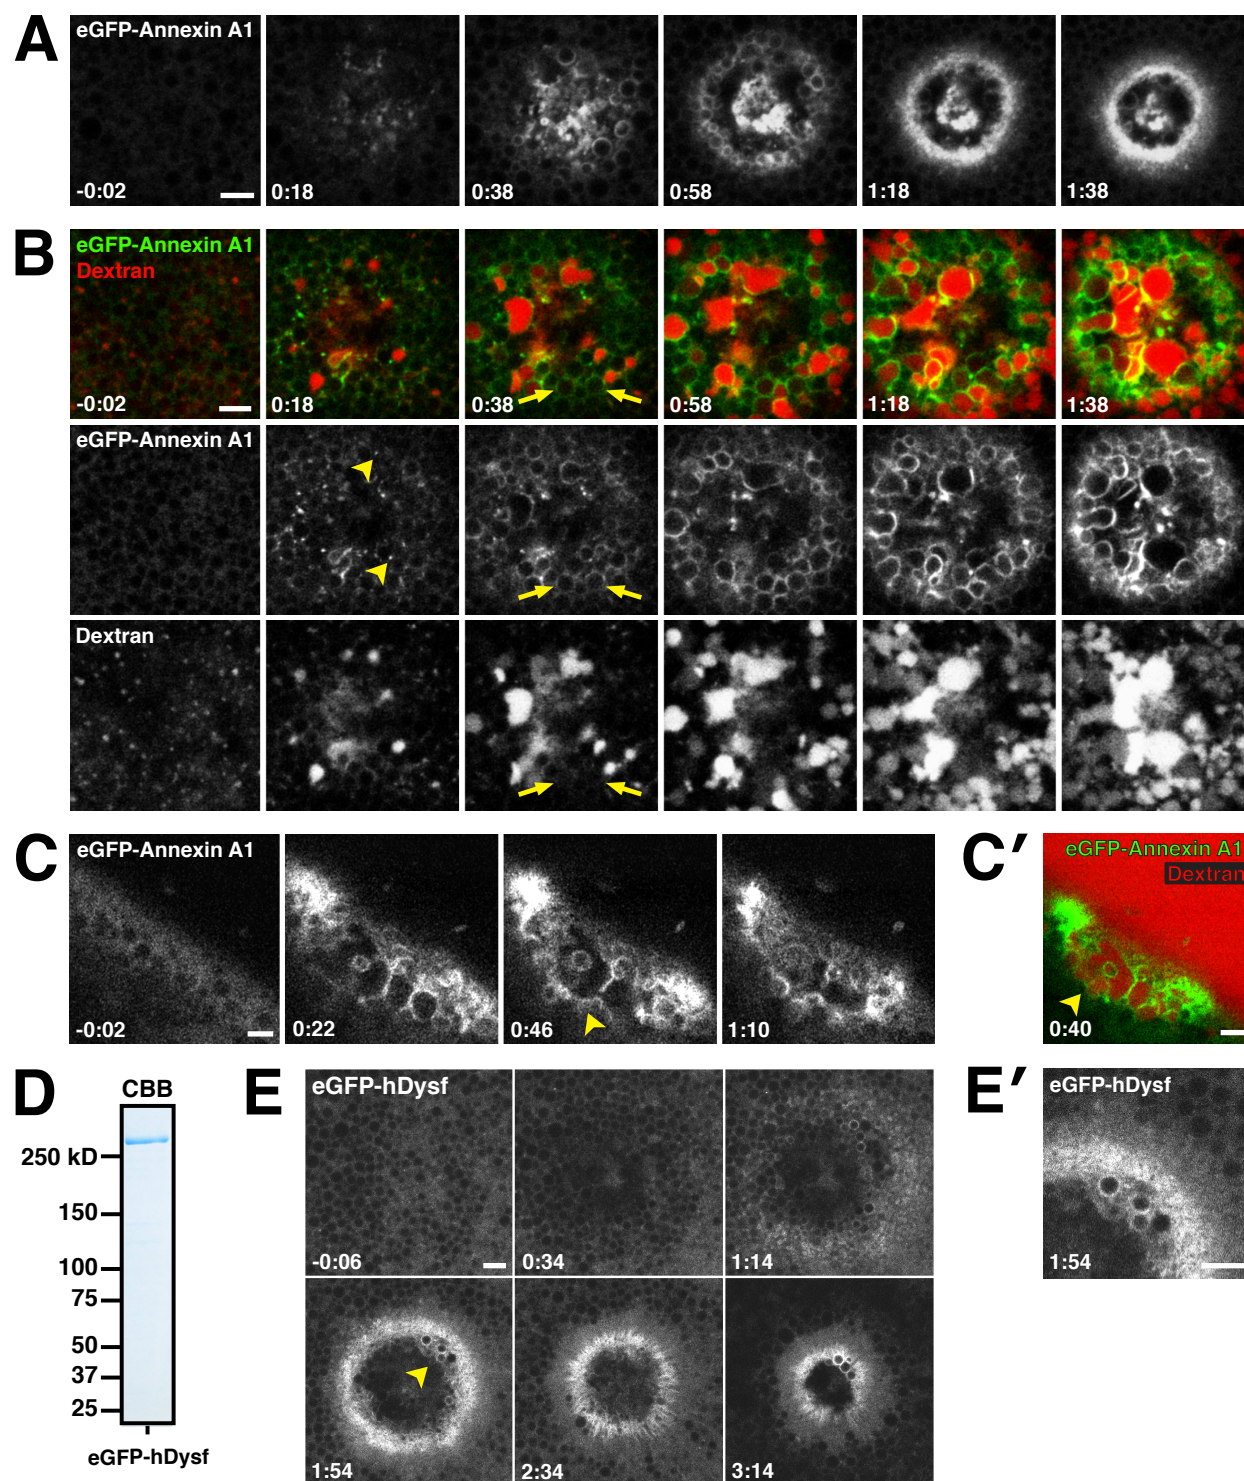 A
eGFP-Annexin A1
-0:02
0:18
0:38
0:58
1:18
1:38
B
eGFP-Annexin A1
Dextran
-0:02
0:18
0:38
0:58
1:18
1:38
eGFP-Annexin A1
Dextran
C
eGFP-Annexin A1
-0:02
0:22
0:46
1:10
C′
eGFP-Annexin A1
Dextran
0:40
D
CBB
250 kD
150
100
75
50
37
25
eGFP-hDysf
E
eGFP-hDysf
-0:06
0:34
1:14
1:54
2:34
3:14
E′
eGFP-hDysf
1:54